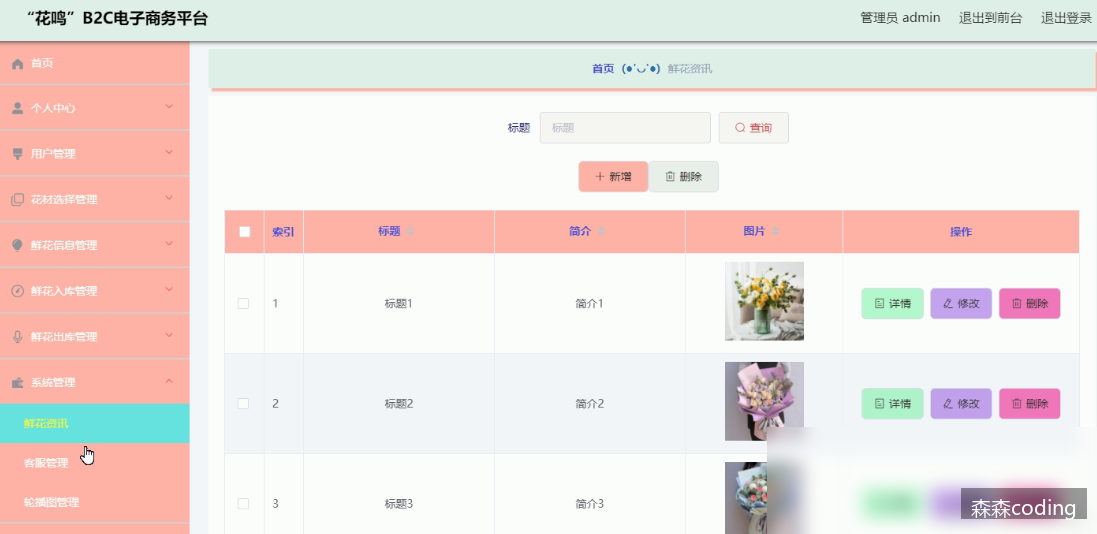 “花鸣”B2C电子商务平台
管理员 admin 退出到前台 退出登录
首页
个人中心
用户管理
花材选择管理
鲜花信息管理
鲜花入库管理
鲜花出库管理
系统管理
鲜花资讯
客服管理
轮播图管理
首页 (●'◡'●) 鲜花资讯
标题 标题 查询
新增 删除
索引 标题 简介 图片 操作
1 标题1 简介1 详情 修改 删除
2 标题2 简介2 详情 修改 删除
3 标题3 简介3
森森coding